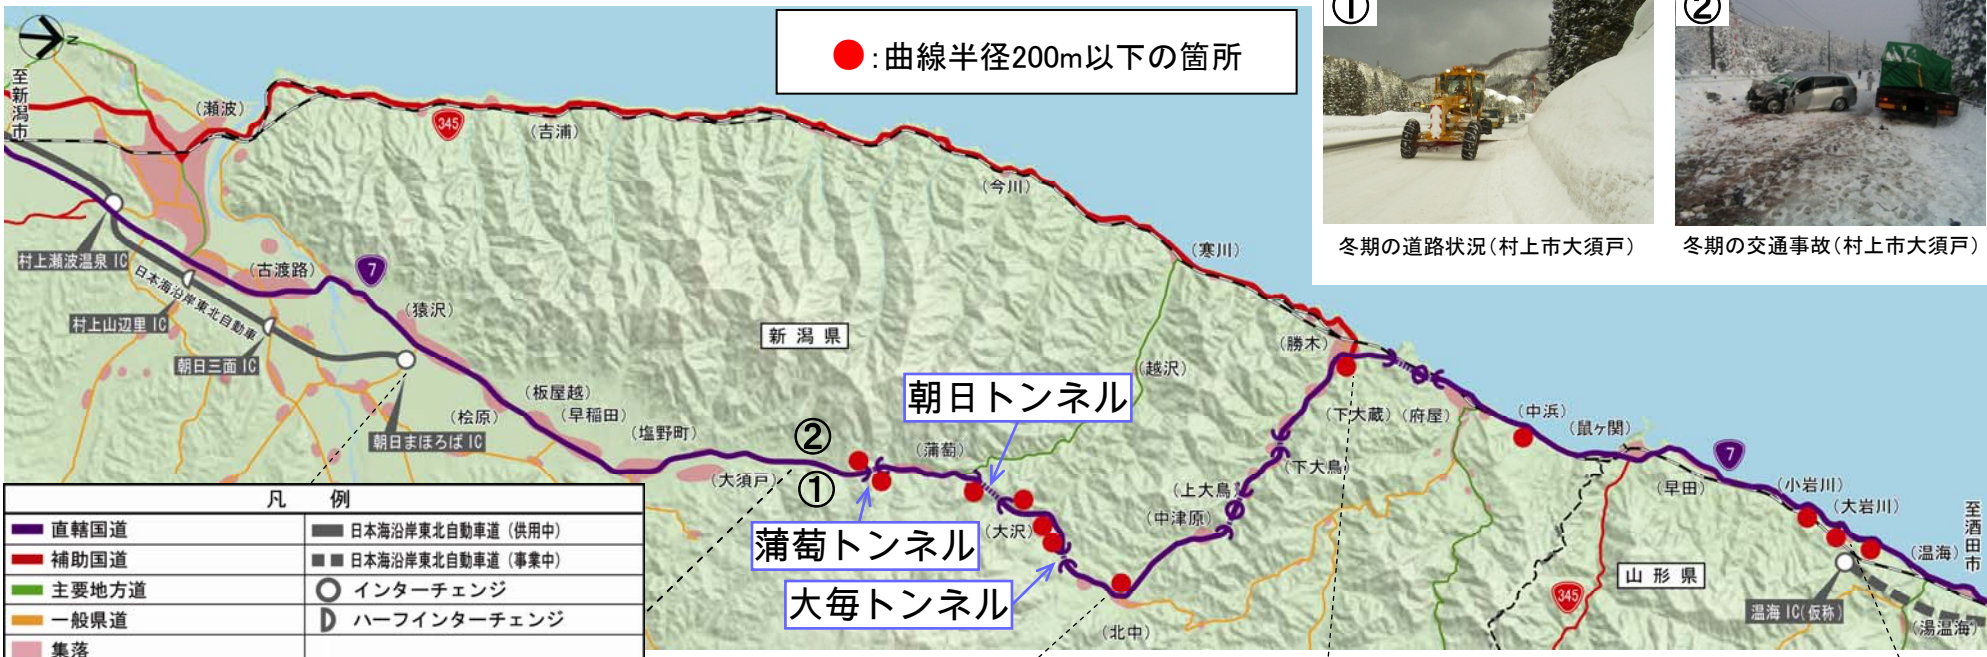 ●:曲線半径200m以下の箇所
①
②
冬期の道路状況(村上市大須戸)
冬期の交通事故(村上市大須戸)
N
至新潟市
(瀬波)
345
(吉浦)
(今川)
(寒川)
村上瀬波温泉IC
日本海沿岸東北自動車
(古渡路)
7
村上山辺里IC
(猿沢)
朝日三面IC
新潟県
(勝木)
(越沢)
朝日トンネル
(板屋越)
(桧原)
(早稲田)
朝日まほろばIC
(塩野町)
②
(蒲萄)
(下大蔵)
(府屋)
(中浜)
(鼠ヶ関)
7
(大須戸)
①
(下大鳥)
(上大鳥)
(早田)
(小岩川)
(大岩川)
至酒田市
(中津原)
(大沢)
蒲萄トンネル
(温海)
大毎トンネル
345
山形県
温海IC(仮称)
(湯温海)
(北中)
凡 例
直轄国道
日本海沿岸東北自動車道(供用中)
補助国道
日本海沿岸東北自動車道(事業中)
主要地方道
インターチェンジ
一般県道
ハーフインターチェンジ
集落